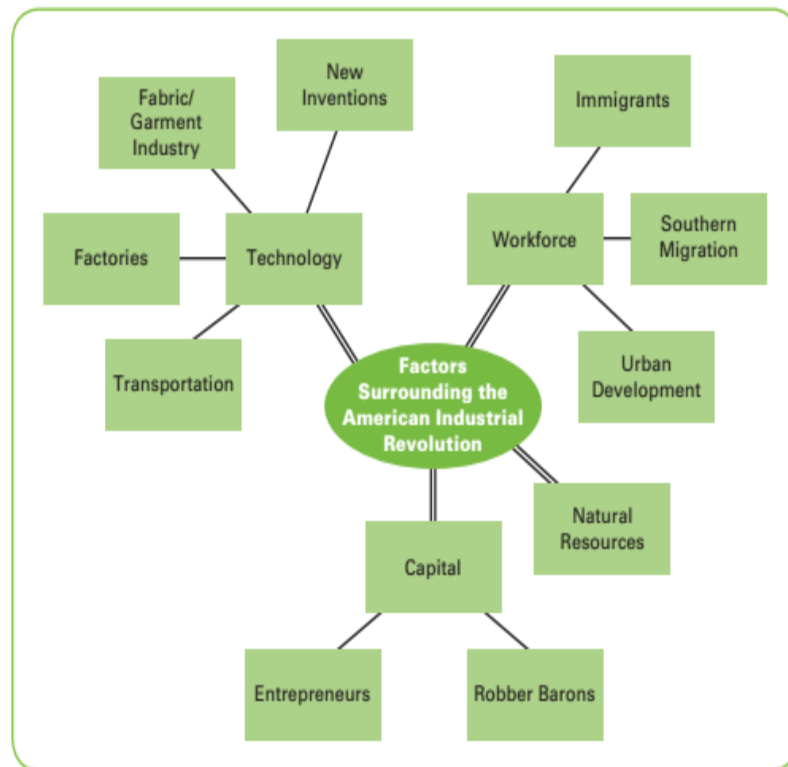 New
Inventions
Fabric/
Garment
Industry
Immigrants
Factories
Technology
Workforce
Southern
Migration
Transportation
Factors
Surrounding the
American Industrial
Revolution
Urban
Development
Natural
Resources
Capital
Entrepreneurs
Robber Barons